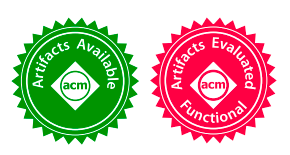 Artifacts Available
acm
Artifacts Evaluated
acm
Functional